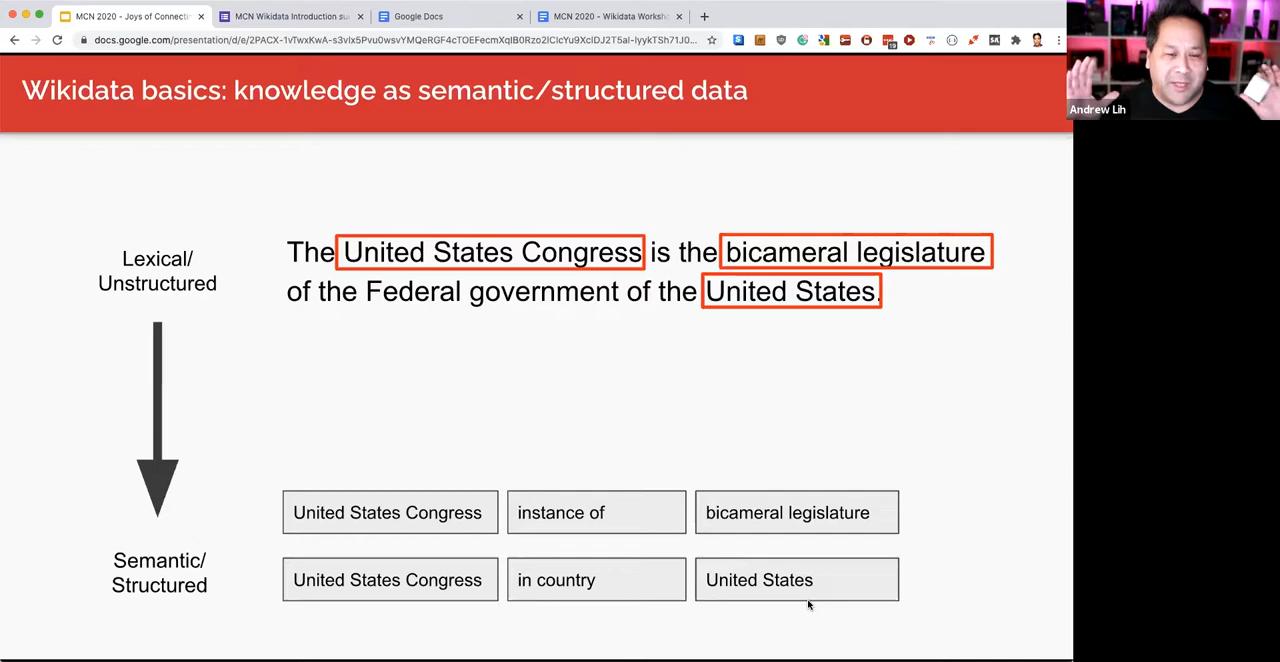 MCN 2020 - Joys of Connectin
MCN Wikidata Introduction su
Google Docs
MCN 2020 - Wikidata Worksh
Andrew Lih
Wikidata basics: knowledge as semantic/structured data
Lexical/
Unstructured
The United States Congress is the bicameral legislature
of the Federal government of the United States.
United States Congress instance of bicameral legislature
United States Congress in country United States
Semantic/
Structured